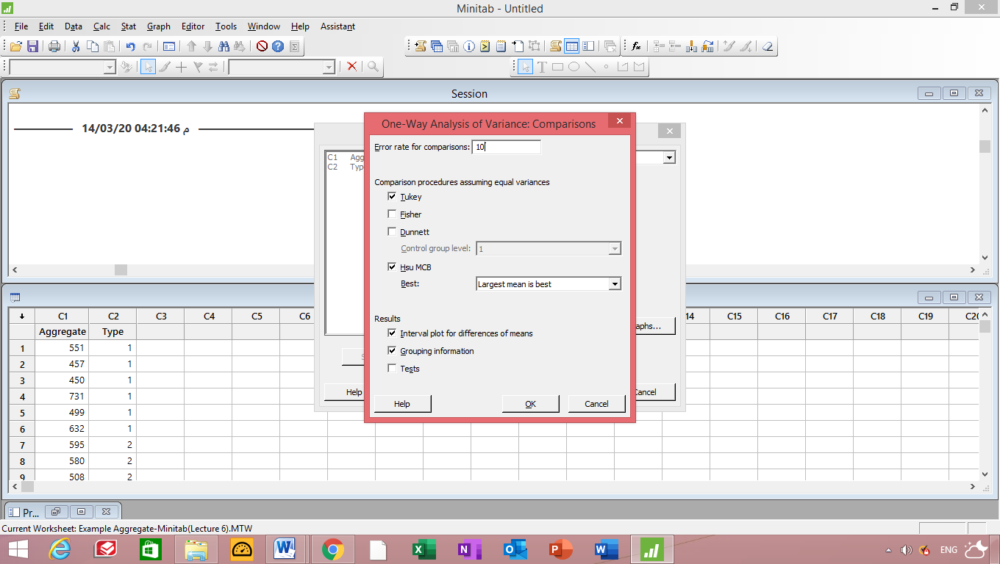 Minitab - Untitled
File Edit Data Calc Stat Graph Editor Tools Window Help Assistant
Session
14/03/20 04:21:46 م
One-Way Analysis of Variance: Comparisons
Error rate for comparisons: 10
C1 Agg
C2 Typ
Comparison procedures assuming equal variances
Tukey
Fisher
Dunnett
Control group level: 1
Hsu MCB
Best: Largest mean is best
Results
Interval plot for differences of means
Grouping information
Tests
aphs...
S
Help
Cancel
Help OK Cancel
C1 C2 C3 C4 C5 C6 14 C15 C16 C17 C18 C19 C20
Aggregate Type
1 551 1
2 457 1
3 450 1
4 731 1
5 499 1
6 632 1
7 595 2
8 580 2
9 508 2
Pr...
Current Worksheet: Example Aggregate-Minitab(Lecture 6).MTW
ENG